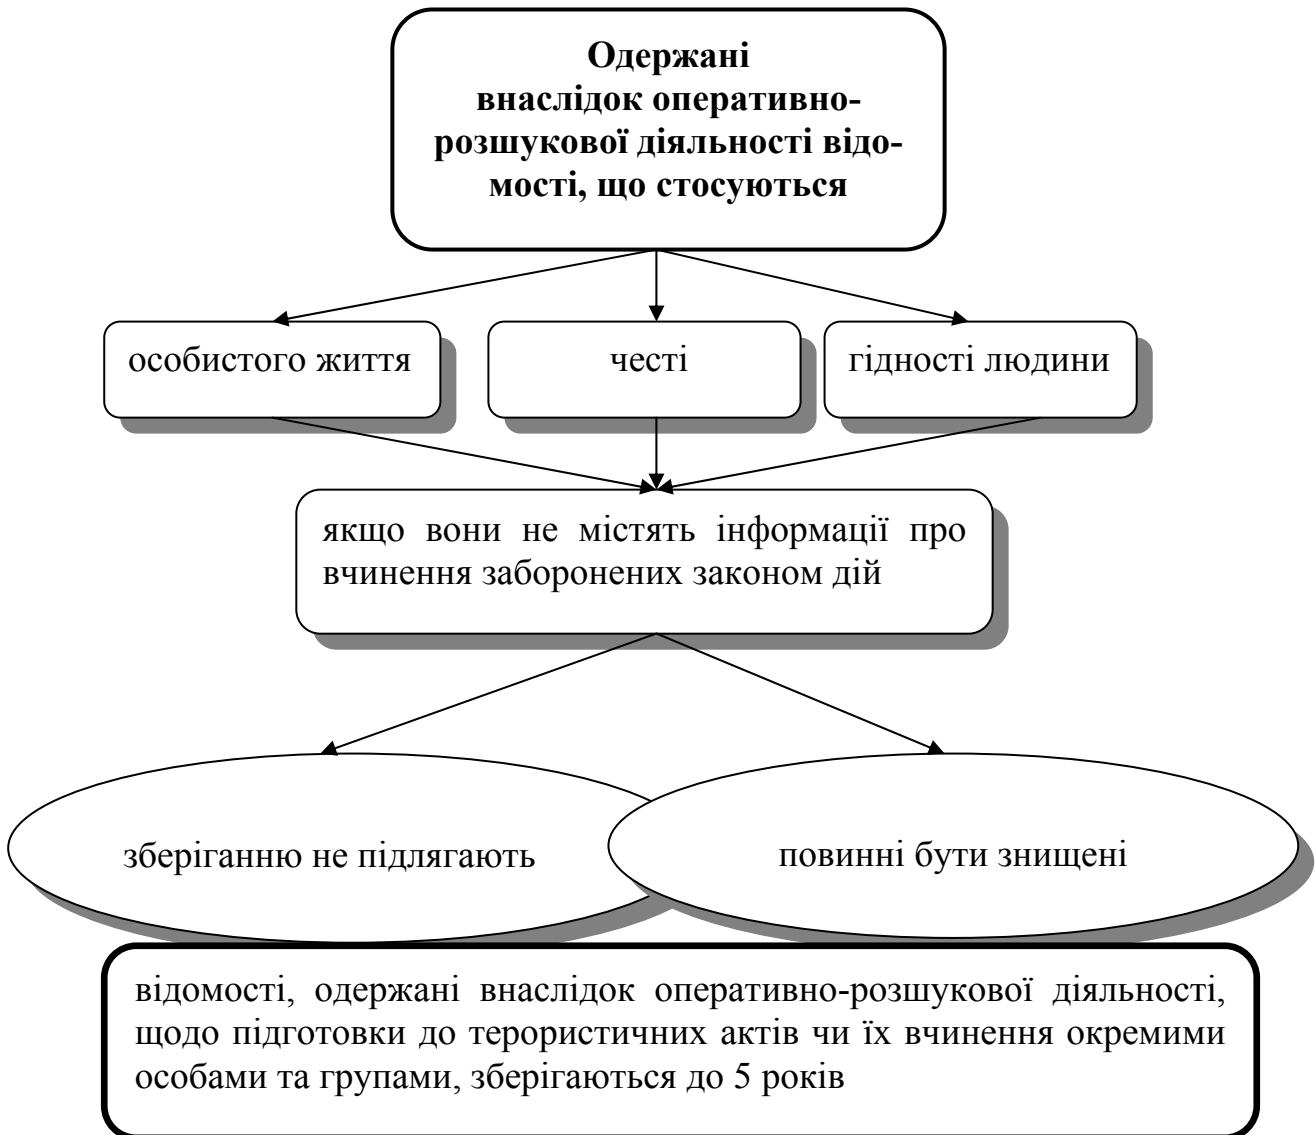 Одержані
внаслідок оперативно-
розшукової діяльності відо-
мості, що стосуються
особистого життя
честі
гідності людини
якщо вони не містять інформації про
вчинення заборонених законом дій
зберіганню не підлягають
повинні бути знищені
відомості, одержані внаслідок оперативно-розшукової діяльності,
щодо підготовки до терористичних актів чи їх вчинення окремими
особами та групами, зберігаються до 5 років